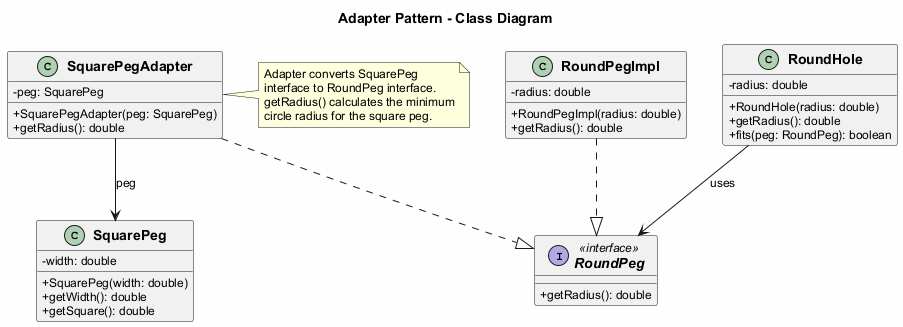 Adapter Pattern - Class Diagram
C SquarePegAdapter
-peg: SquarePeg
+SquarePegAdapter(peg: SquarePeg)
+getRadius(): double
Adapter converts SquarePeg
interface to RoundPeg interface.
getRadius() calculates the minimum
circle radius for the square peg.
C RoundPegImpl
-radius: double
+RoundPegImpl(radius: double)
+getRadius(): double
C RoundHole
-radius: double
+RoundHole(radius: double)
+getRadius(): double
+fits(peg: RoundPeg): boolean
peg
uses
C SquarePeg
-width: double
+SquarePeg(width: double)
+getWidth(): double
+getSquare(): double
«interface»
I RoundPeg
+getRadius(): double